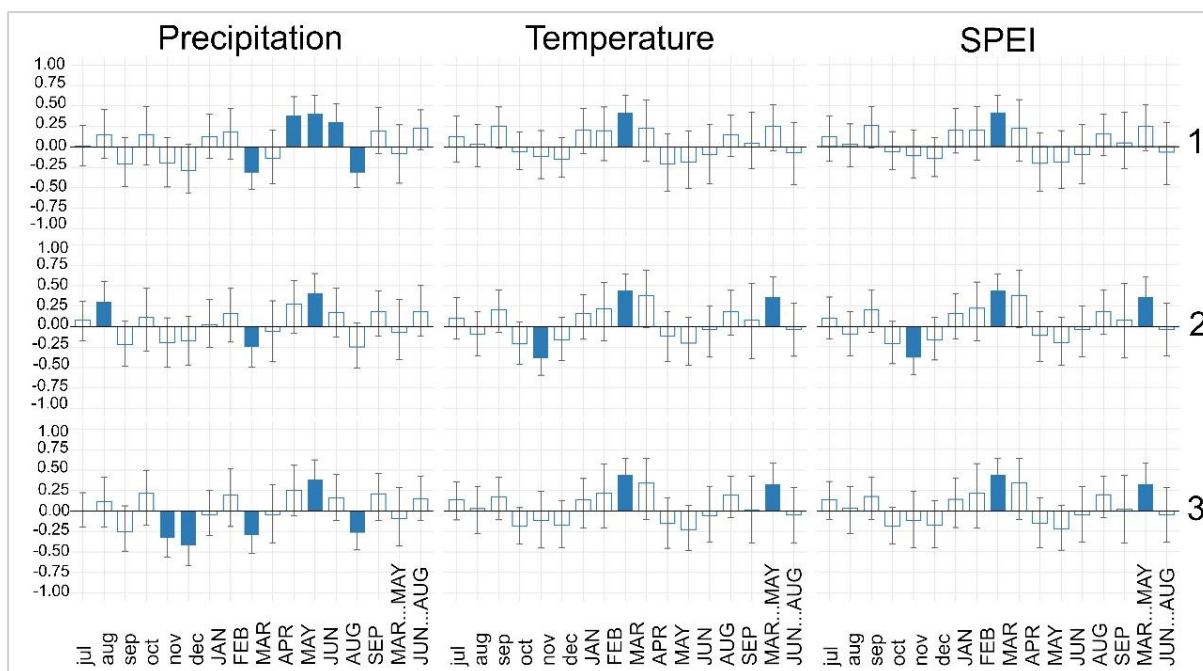 Precipitation Temperature SPEI
1.00
0.75
0.50
0.25
0.00
-0.25
-0.50
-0.75
-1.00
1
1.00
0.75
0.50
0.25
0.00
-0.25
-0.50
-0.75
-1.00
2
1.00
0.75
0.50
0.25
0.00
-0.25
-0.50
-0.75
-1.00
3
jul
aug
sep
oct
nov
dec
JAN
FEB
MAR
APR
MAY
JUN
AUG
SEP
MAR...MAY
JUN...AUG
jul
aug
sep
oct
nov
dec
JAN
FEB
MAR
APR
MAY
JUN
AUG
SEP
MAR...MAY
JUN...AUG
jul
aug
sep
oct
nov
dec
JAN
FEB
MAR
APR
MAY
JUN
AUG
SEP
MAR...MAY
JUN...AUG